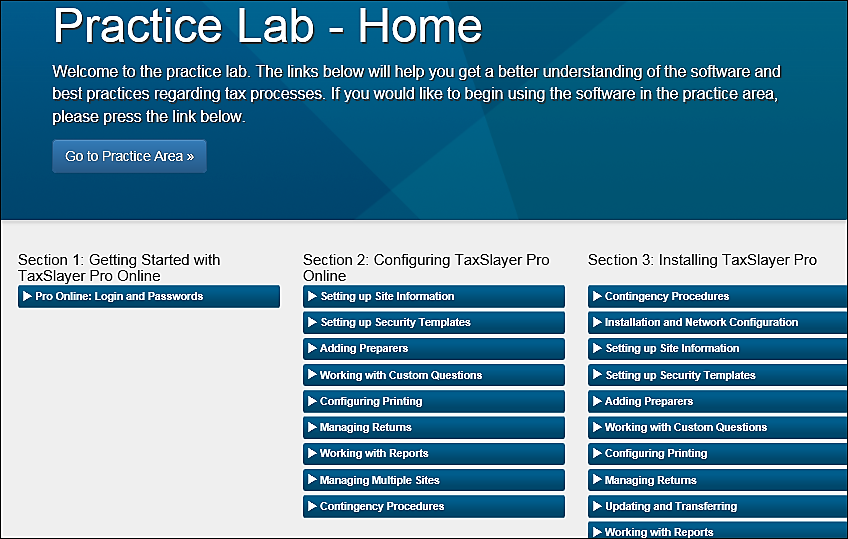 Practice Lab - Home
Welcome to the practice lab. The links below will help you get a better understanding of the software and
best practices regarding tax processes. If you would like to begin using the software in the practice area,
please press the link below.
Go to Practice Area »
Section 1: Getting Started with
TaxSlayer Pro Online
Pro Online: Login and Passwords
Section 2: Configuring TaxSlayer Pro
Online
Setting up Site Information
Setting up Security Templates
Adding Preparers
Working with Custom Questions
Configuring Printing
Managing Returns
Working with Reports
Managing Multiple Sites
Contingency Procedures
Section 3: Installing TaxSlayer Pro
Contingency Procedures
Installation and Network Configuration
Setting up Site Information
Setting up Security Templates
Adding Preparers
Working with Custom Questions
Configuring Printing
Managing Returns
Updating and Transferring
Working with Reports